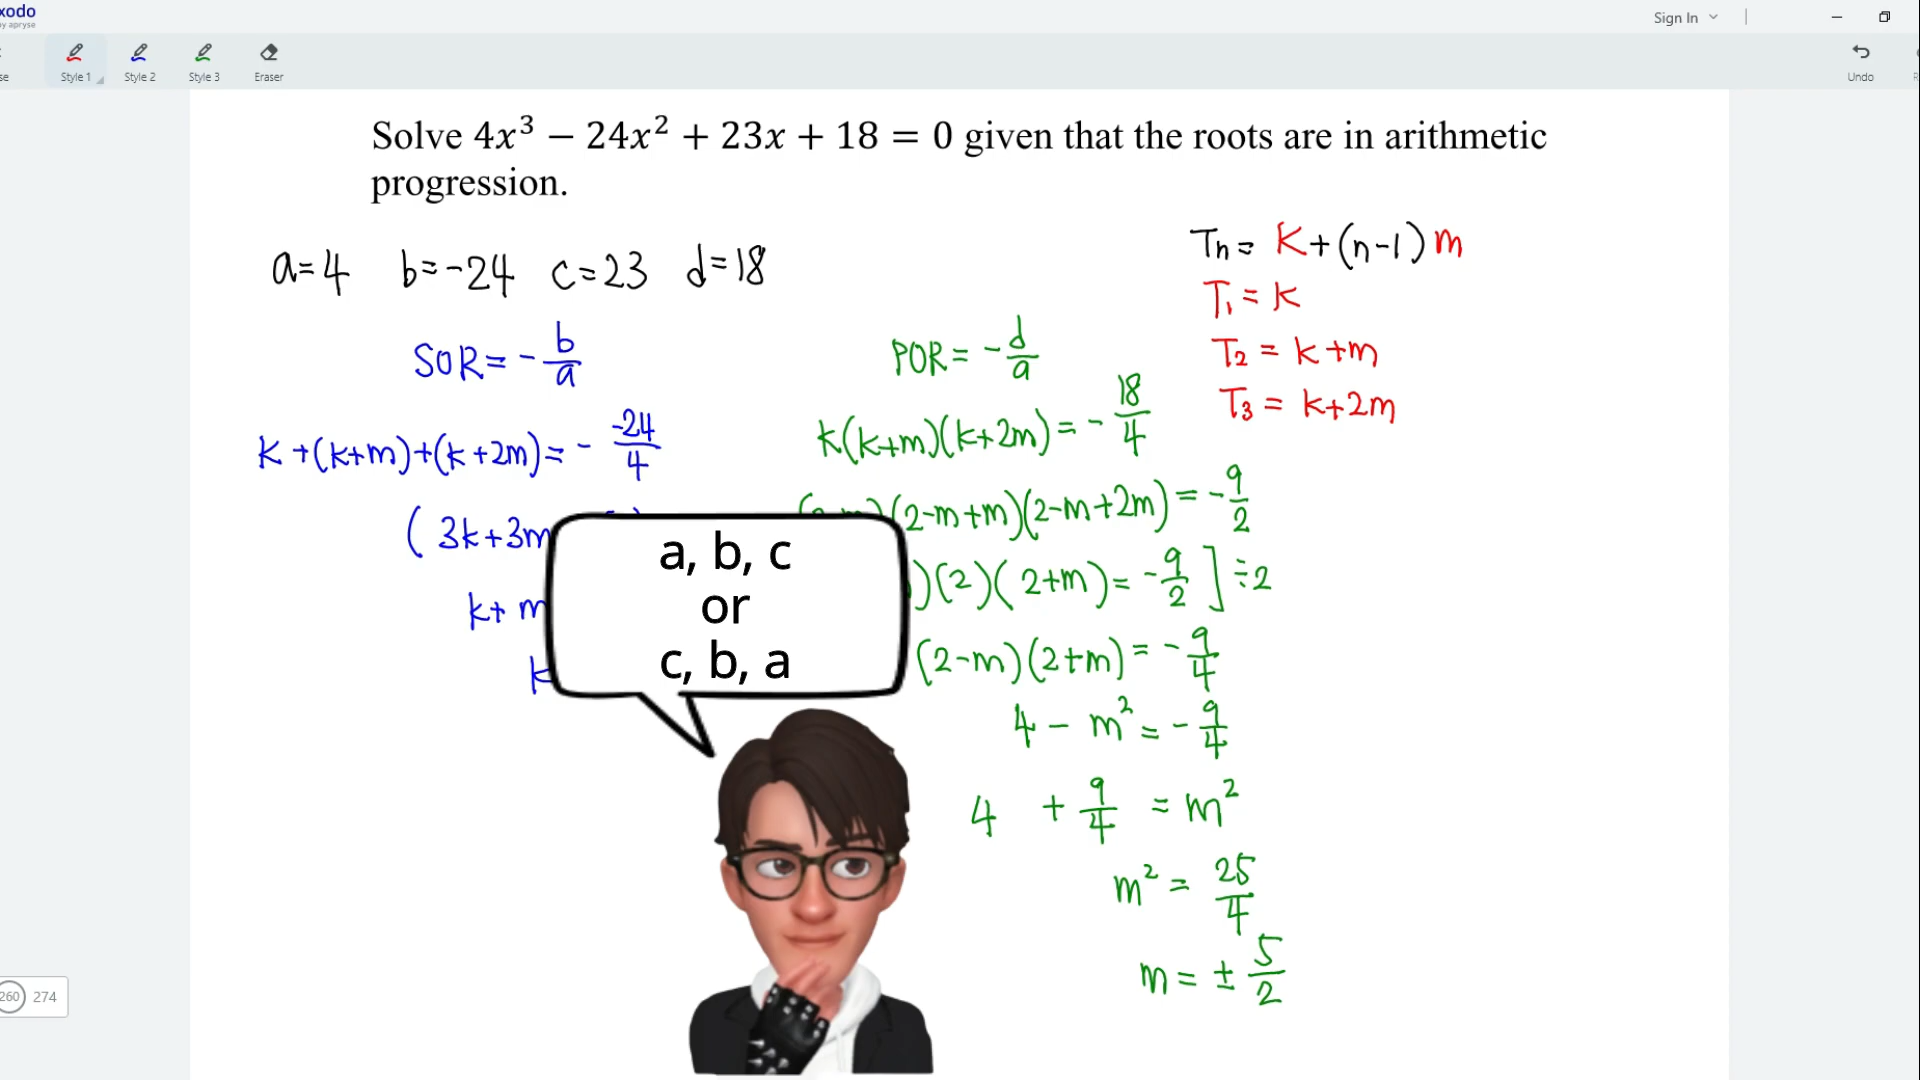 xodo
by apryse
Sign In
Style 1
Style 2
Style 3
Eraser
Undo
Solve 4x³ − 24x² + 23x + 18 = 0 given that the roots are in arithmetic
progression.
a=4 b=-24 c=23 d=18
Tn = K+(n-1)m
T₁ = K
T₂ = k+m
T₃ = k+2m
SOR = - b/a
k+(k+m)+(k+2m) = - -24/4
( 3k+3m
k+ m
k
POR = - d/a
k(k+m)(k+2m) = - 18/4
(2-m+m)(2-m+2m) = - 9/2
)(2)(2+m) = - 9/2 ] ÷2
(2-m)(2+m) = - 9/4
4 - m² = - 9/4
4 + 9/4 = m²
m² = 25/4
m = ± 5/2
a, b, c
or
c, b, a
260 274